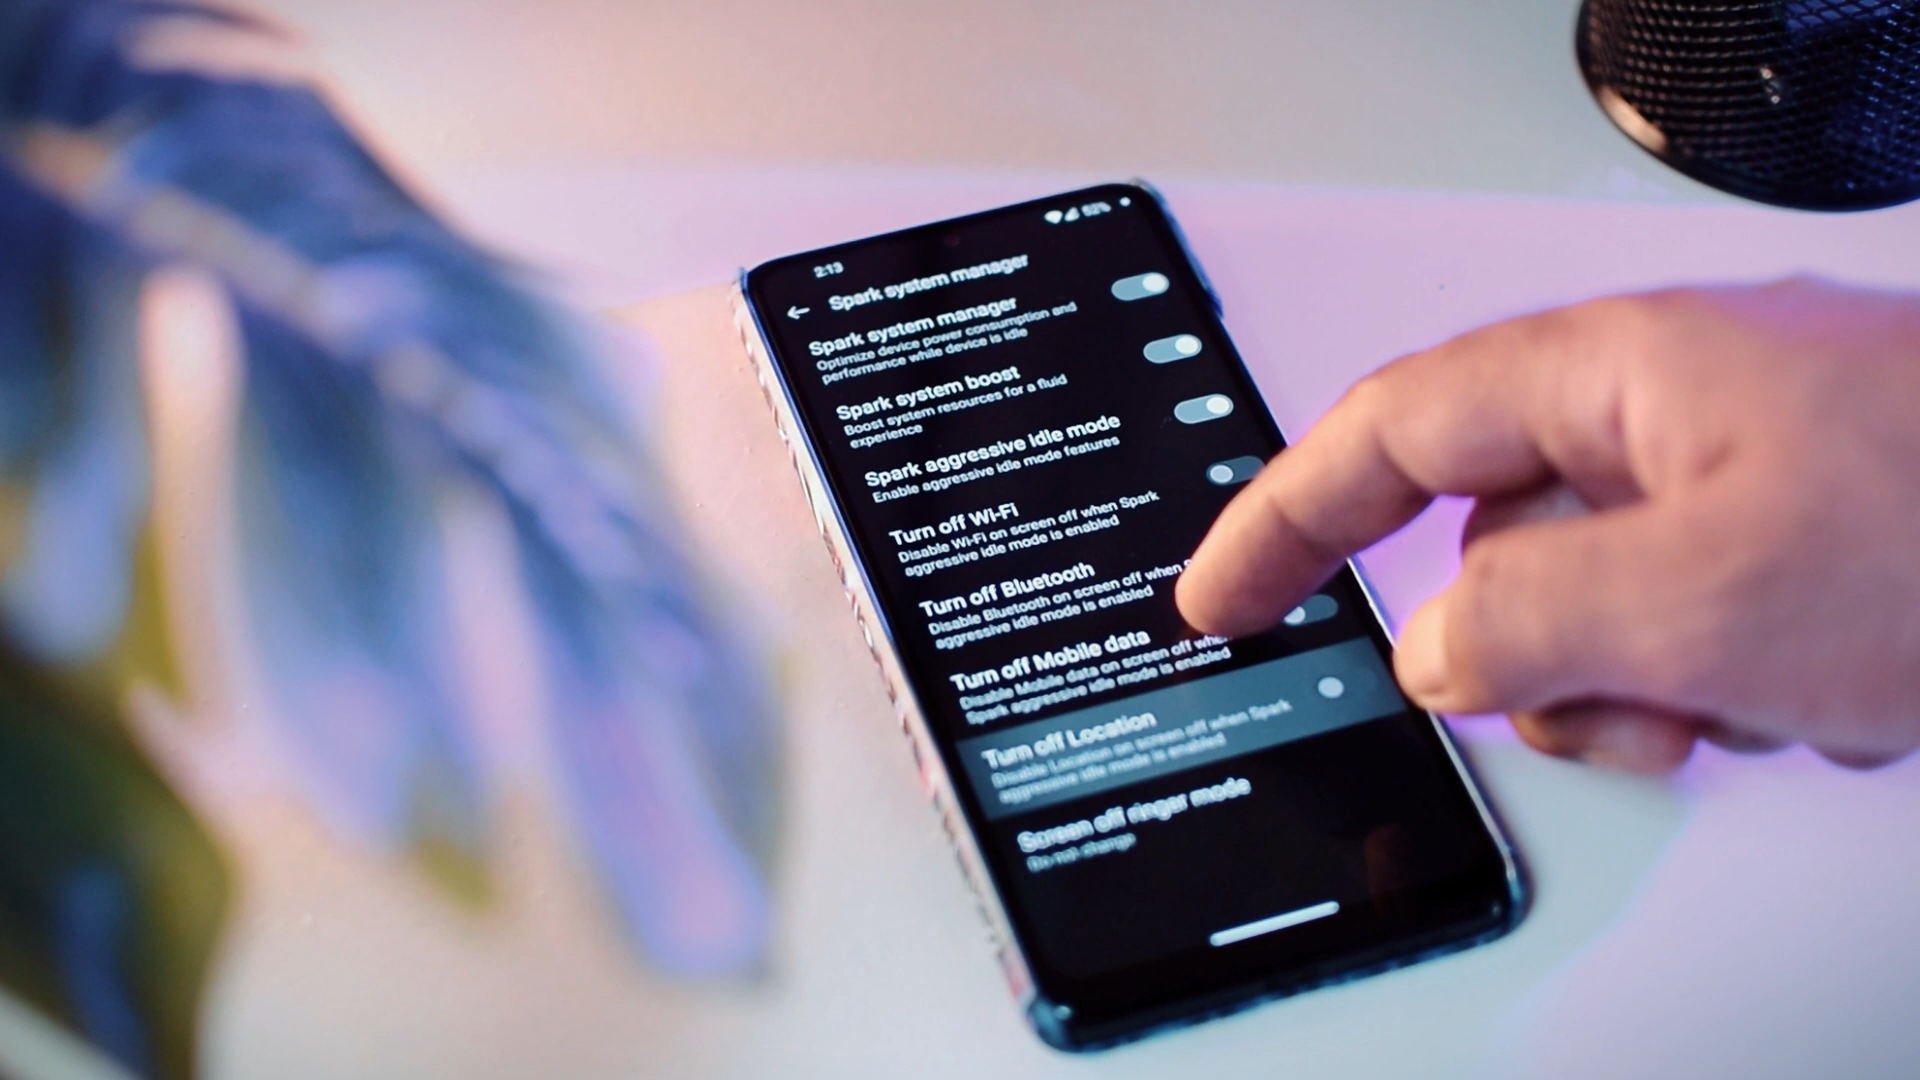 2:13
52%
Spark system manager
Spark system manager
Optimize device power consumption and
performance while device is idle
Spark system boost
Boost system resources for a fluid
experience
Spark aggressive idle mode
Enable aggressive idle mode features
Turn off Wi-Fi
Disable Wi-Fi on screen off when Spark
aggressive idle mode is enabled
Turn off Bluetooth
Disable Bluetooth on screen off when
aggressive idle mode is enabled
Turn off Mobile data
Disable Mobile data on screen off when
Spark aggressive idle mode is enabled
Turn off Location
Disable Location on screen off when Spark
aggressive idle mode is enabled
Screen off ringer mode
Do not change